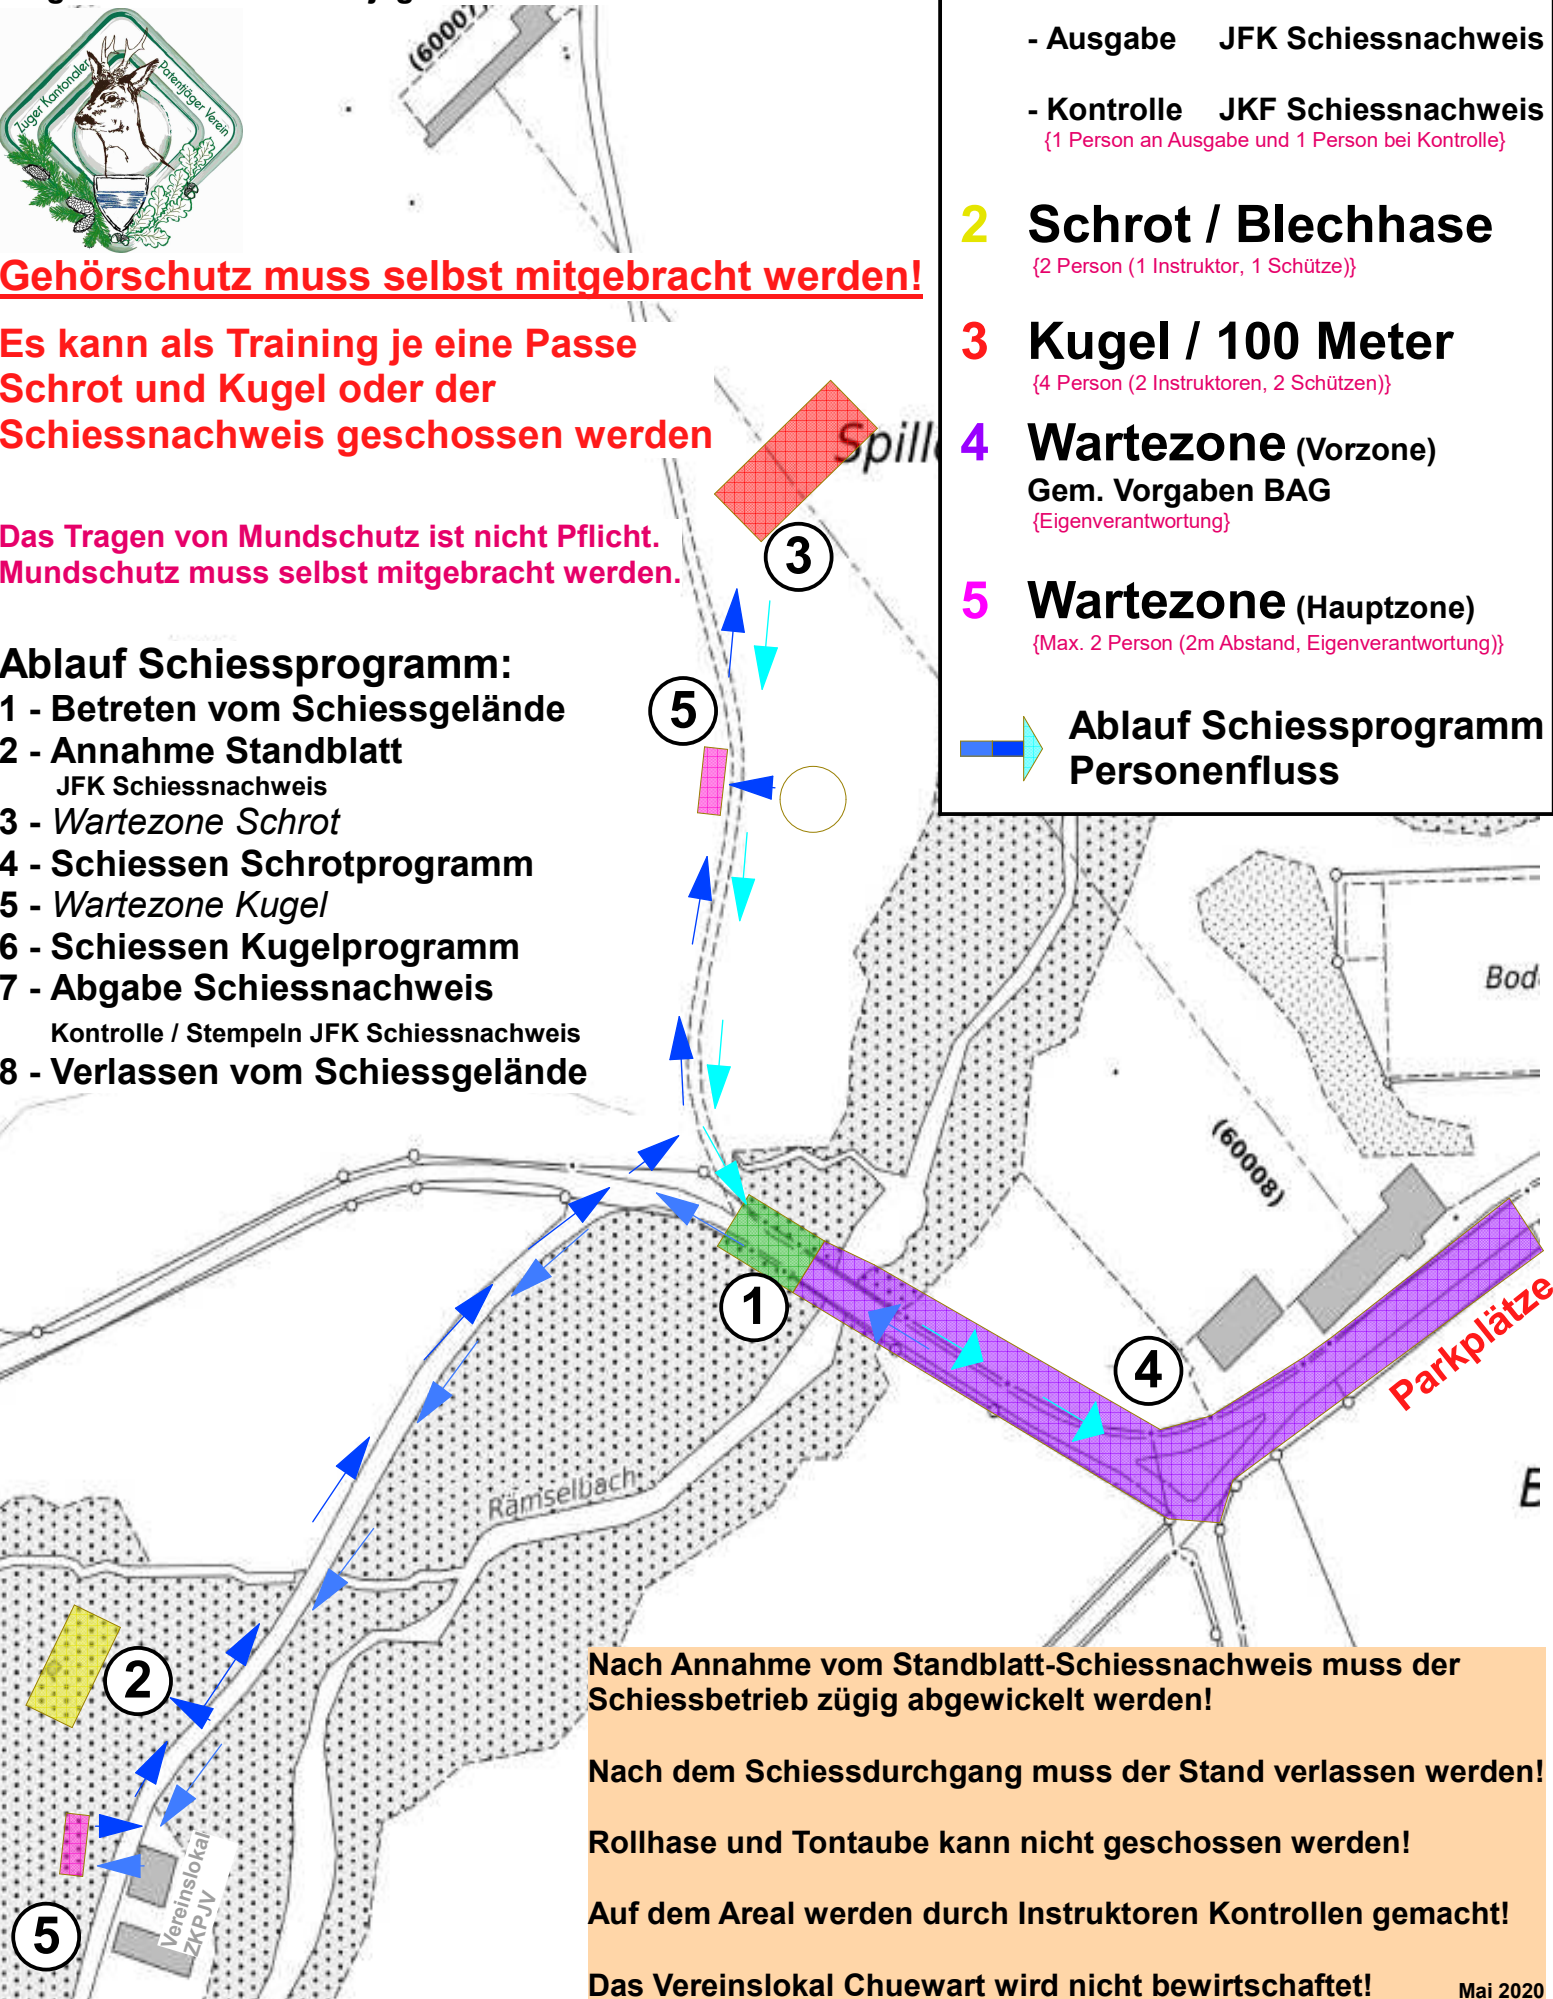 Zuger Kantonaler Patentjäger Verein
(60007)
- Ausgabe JFK Schiessnachweis
- Kontrolle JKF Schiessnachweis
{1 Person an Ausgabe und 1 Person bei Kontrolle}
2 Schrot / Blechhase
{2 Person (1 Instruktor, 1 Schütze)}
3 Kugel / 100 Meter
{4 Person (2 Instruktoren, 2 Schützen)}
4 Wartezone (Vorzone)
Gem. Vorgaben BAG
{Eigenverantwortung}
5 Wartezone (Hauptzone)
{Max. 2 Person (2m Abstand, Eigenverantwortung)}
Ablauf Schiessprogramm
Personenfluss
Gehörschutz muss selbst mitgebracht werden!
Es kann als Training je eine Passe
Schrot und Kugel oder der
Schiessnachweis geschossen werden
Das Tragen von Mundschutz ist nicht Pflicht.
Mundschutz muss selbst mitgebracht werden.
Ablauf Schiessprogramm:
1 - Betreten vom Schiessgelände
2 - Annahme Standblatt
JFK Schiessnachweis
3 - Wartezone Schrot
4 - Schiessen Schrotprogramm
5 - Wartezone Kugel
6 - Schiessen Kugelprogramm
7 - Abgabe Schiessnachweis
Kontrolle / Stempeln JFK Schiessnachweis
8 - Verlassen vom Schiessgelände
Spill
3
5
Bod
(60008)
1
4
Parkplätze
B
Rämselbach
2
5
Vereinslokal
ZKPJV
Nach Annahme vom Standblatt-Schiessnachweis muss der
Schiessbetrieb zügig abgewickelt werden!
Nach dem Schiessdurchgang muss der Stand verlassen werden!
Rollhase und Tontaube kann nicht geschossen werden!
Auf dem Areal werden durch Instruktoren Kontrollen gemacht!
Das Vereinslokal Chuewart wird nicht bewirtschaftet!
Mai 2020